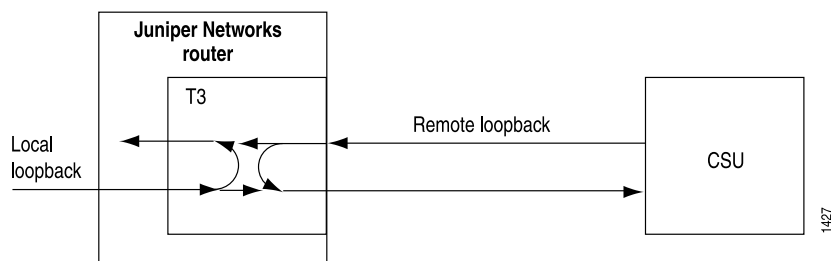 Juniper Networks
router
T3
Local
loopback
Remote loopback
CSU
1427